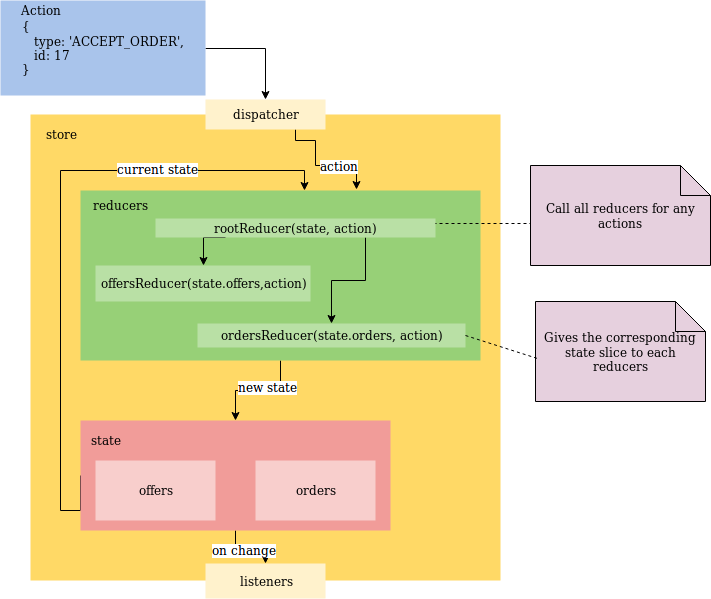 Action
{
type: 'ACCEPT_ORDER',
id: 17
}
dispatcher
store
current state
action
reducers
rootReducer(state, action)
Call all reducers for any
actions
offersReducer(state.offers,action)
ordersReducer(state.orders, action)
Gives the corresponding
state slice to each
reducers
new state
state
offers
orders
on change
listeners